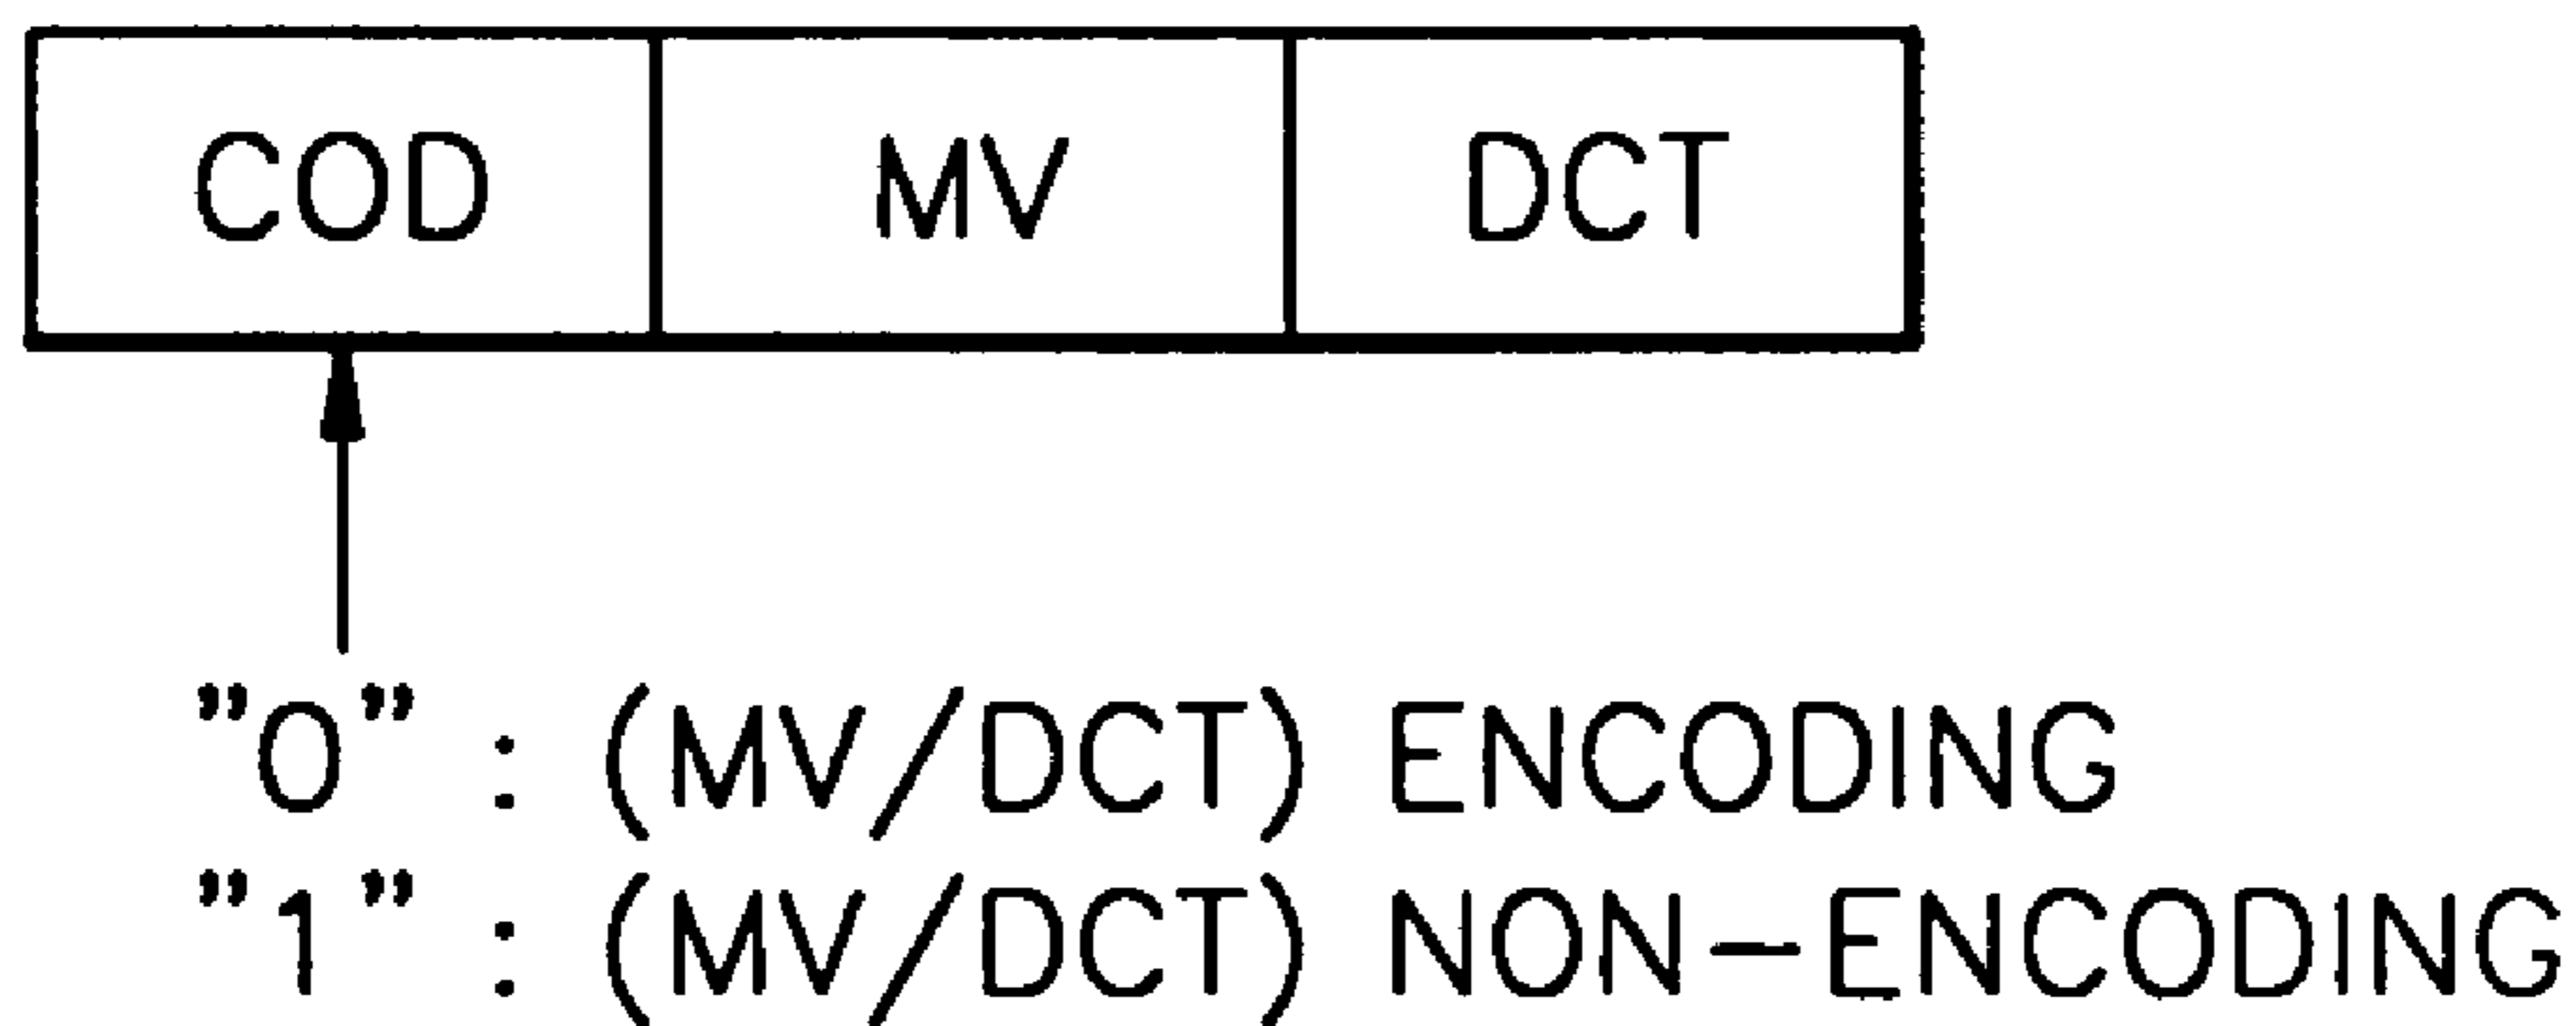 COD MV DCT
"0" : (MV/DCT) ENCODING
"1" : (MV/DCT) NON-ENCODING